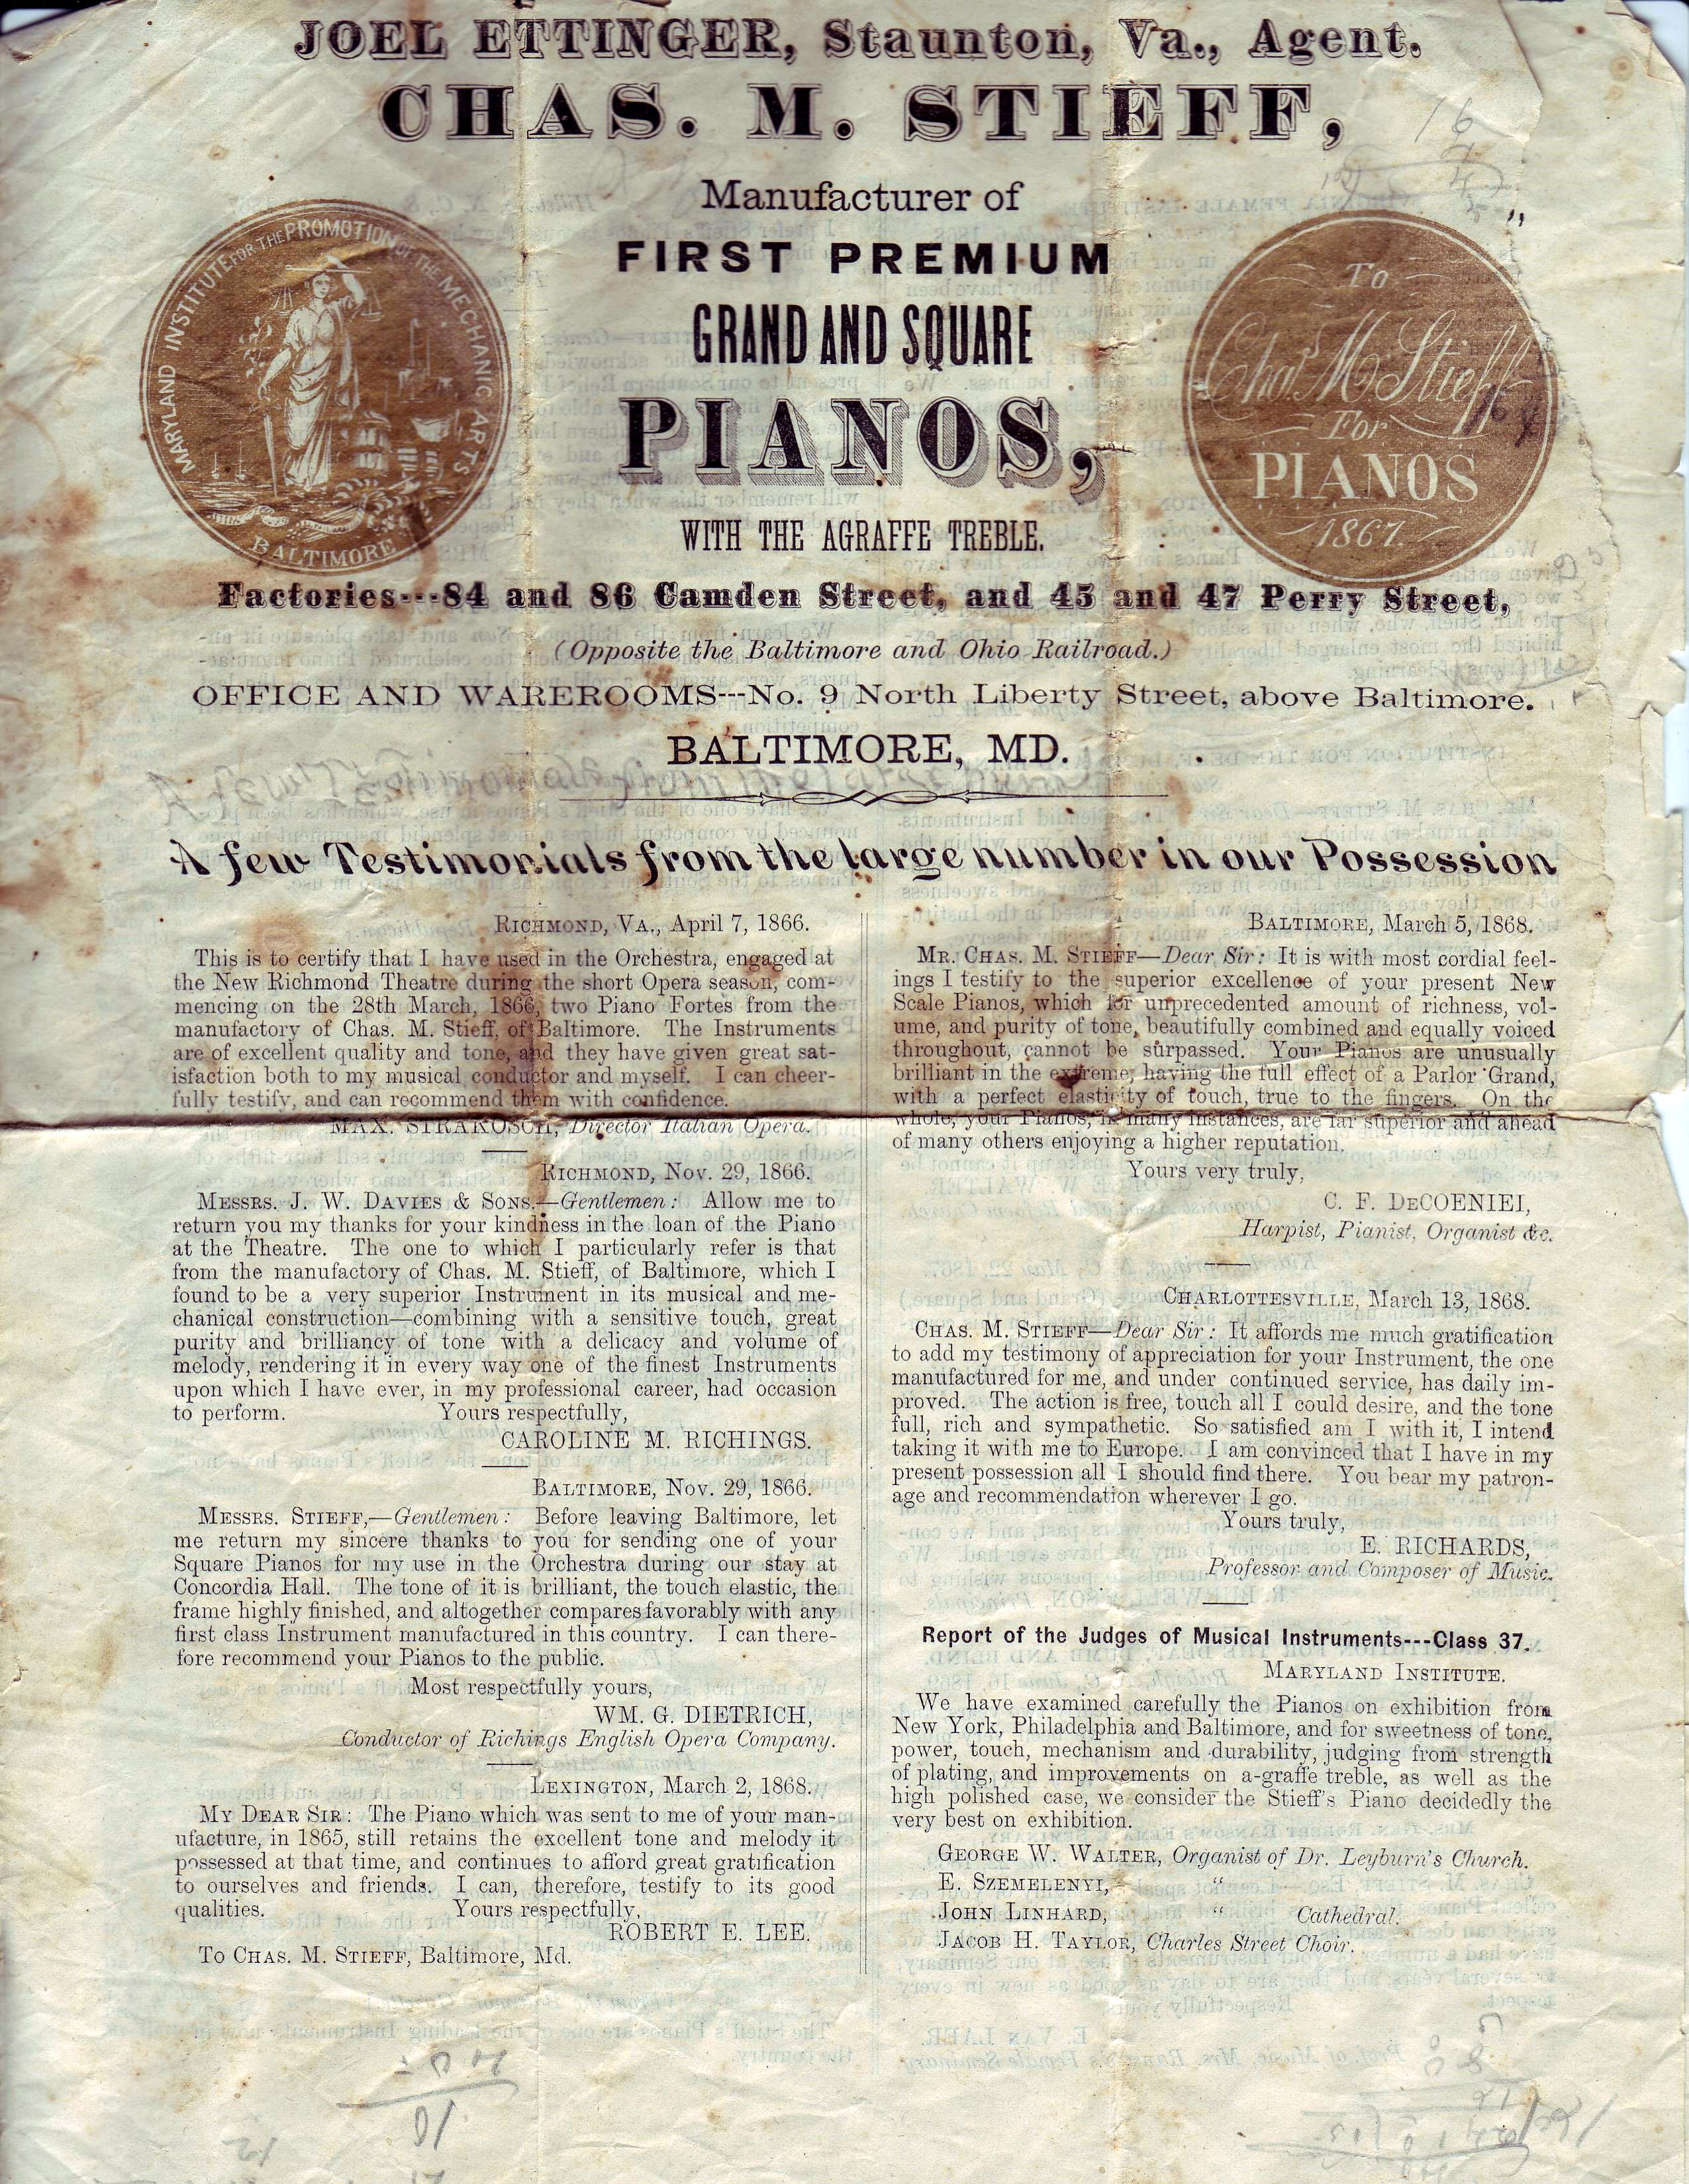 JOEL ETTINGER, Staunton, Va., Agent.
CHAS. M. STIEFF,
Manufacturer of
FIRST PREMIUM
GRAND AND SQUARE
PIANOS,
WITH THE AGRAFFE TREBLE.
MARYLAND INSTITUTE FOR THE PROMOTION OF THE MECHANIC ARTS
BALTIMORE
To
Chas. M Stieff
For
PIANOS
1867.
Factories---84 and 86 Camden Street, and 45 and 47 Perry Street,
(Opposite the Baltimore and Ohio Railroad.)
OFFICE AND WAREROOMS---No. 9 North Liberty Street, above Baltimore.
BALTIMORE, MD.
A few Testimonials from the large number in our Possession
RICHMOND, VA., April 7, 1866.
This is to certify that I have used in the Orchestra, engaged at
the New Richmond Theatre during the short Opera season, com-
mencing on the 28th March, 1866, two Piano Fortes from the
manufactory of Chas. M. Stieff, of Baltimore. The Instruments
are of excellent quality and tone, and they have given great sat-
isfaction both to my musical conductor and myself. I can cheer-
fully testify, and can recommend them with confidence.
MAX. STRAKOSCH, Director Italian Opera.
RICHMOND, Nov. 29, 1866.
MESSRS. J. W. DAVIES & SONS.—Gentlemen: Allow me to
return you my thanks for your kindness in the loan of the Piano
at the Theatre. The one to which I particularly refer is that
from the manufactory of Chas. M. Stieff, of Baltimore, which I
found to be a very superior Instrument in its musical and me-
chanical construction—combining with a sensitive touch, great
purity and brilliancy of tone with a delicacy and volume of
melody, rendering it in every way one of the finest Instruments
upon which I have ever, in my professional career, had occasion
to perform. Yours respectfully,
CAROLINE M. RICHINGS.
BALTIMORE, Nov. 29, 1866.
MESSRS. STIEFF,—Gentlemen: Before leaving Baltimore, let
me return my sincere thanks to you for sending one of your
Square Pianos for my use in the Orchestra during our stay at
Concordia Hall. The tone of it is brilliant, the touch elastic, the
frame highly finished, and altogether compares favorably with any
first class Instrument manufactured in this country. I can there-
fore recommend your Pianos to the public.
Most respectfully yours,
WM. G. DIETRICH,
Conductor of Richings English Opera Company.
LEXINGTON, March 2, 1868.
MY DEAR SIR: The Piano which was sent to me of your man-
ufacture, in 1865, still retains the excellent tone and melody it
possessed at that time, and continues to afford great gratification
to ourselves and friends. I can, therefore, testify to its good
qualities. Yours respectfully,
ROBERT E. LEE.
To CHAS. M. STIEFF, Baltimore, Md.
BALTIMORE, March 5, 1868.
MR. CHAS. M. STIEFF—Dear Sir: It is with most cordial feel-
ings I testify to the superior excellence of your present New
Scale Pianos, which for unprecedented amount of richness, vol-
ume, and purity of tone, beautifully combined and equally voiced
throughout, cannot be surpassed. Your Pianos are unusually
brilliant in the extreme, having the full effect of a Parlor Grand,
with a perfect elasticity of touch, true to the fingers. On the
whole, your Pianos, in many instances, are far superior and ahead
of many others enjoying a higher reputation.
Yours very truly,
C. F. DECOENIEI,
Harpist, Pianist, Organist &c.
CHARLOTTESVILLE, March 13, 1868.
CHAS. M. STIEFF—Dear Sir: It affords me much gratification
to add my testimony of appreciation for your Instrument, the one
manufactured for me, and under continued service, has daily im-
proved. The action is free, touch all I could desire, and the tone
full, rich and sympathetic. So satisfied am I with it, I intend
taking it with me to Europe. I am convinced that I have in my
present possession all I should find there. You bear my patron-
age and recommendation wherever I go.
Yours truly,
E. RICHARDS,
Professor and Composer of Music.
Report of the Judges of Musical Instruments---Class 37.
MARYLAND INSTITUTE.
We have examined carefully the Pianos on exhibition from
New York, Philadelphia and Baltimore, and for sweetness of tone,
power, touch, mechanism and durability, judging from strength
of plating, and improvements on a-graffe treble, as well as the
high polished case, we consider the Stieff's Piano decidedly the
very best on exhibition.
GEORGE W. WALTER, Organist of Dr. Leyburn's Church.
E. SZEMELENYI, "
JOHN LINHARD, " Cathedral.
JACOB H. TAYLOR, Charles Street Choir.